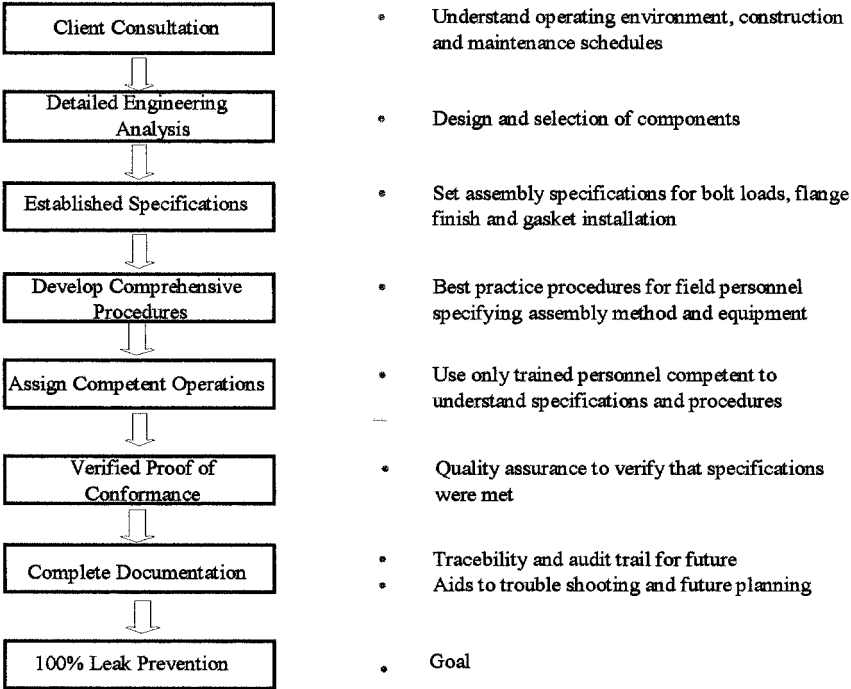 Client Consultation
• Understand operating environment, construction
and maintenance schedules
Detailed Engineering
Analysis
• Design and selection of components
Established Specifications
• Set assembly specifications for bolt loads, flange
finish and gasket installation
Develop Comprehensive
Procedures
• Best practice procedures for field personnel
specifying assembly method and equipment
Assign Competent Operations
• Use only trained personnel competent to
understand specifications and procedures
Verified Proof of
Conformance
• Quality assurance to verify that specifications
were met
Complete Documentation
• Tracebility and audit trail for future
• Aids to trouble shooting and future planning
100% Leak Prevention
• Goal